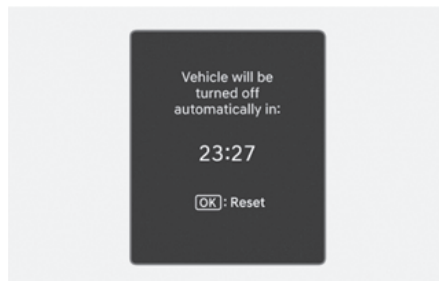 Vehicle will be
turned off
automatically in:
23:27
OK : Reset